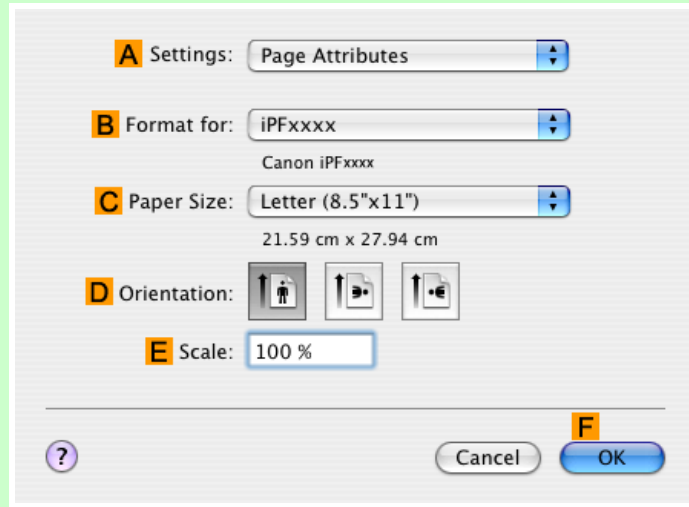 A Settings: Page Attributes
B Format for: iPFxxxx
Canon iPFxxxx
C Paper Size: Letter (8.5"x11")
21.59 cm x 27.94 cm
D Orientation:
E Scale: 100 %
F
? Cancel OK